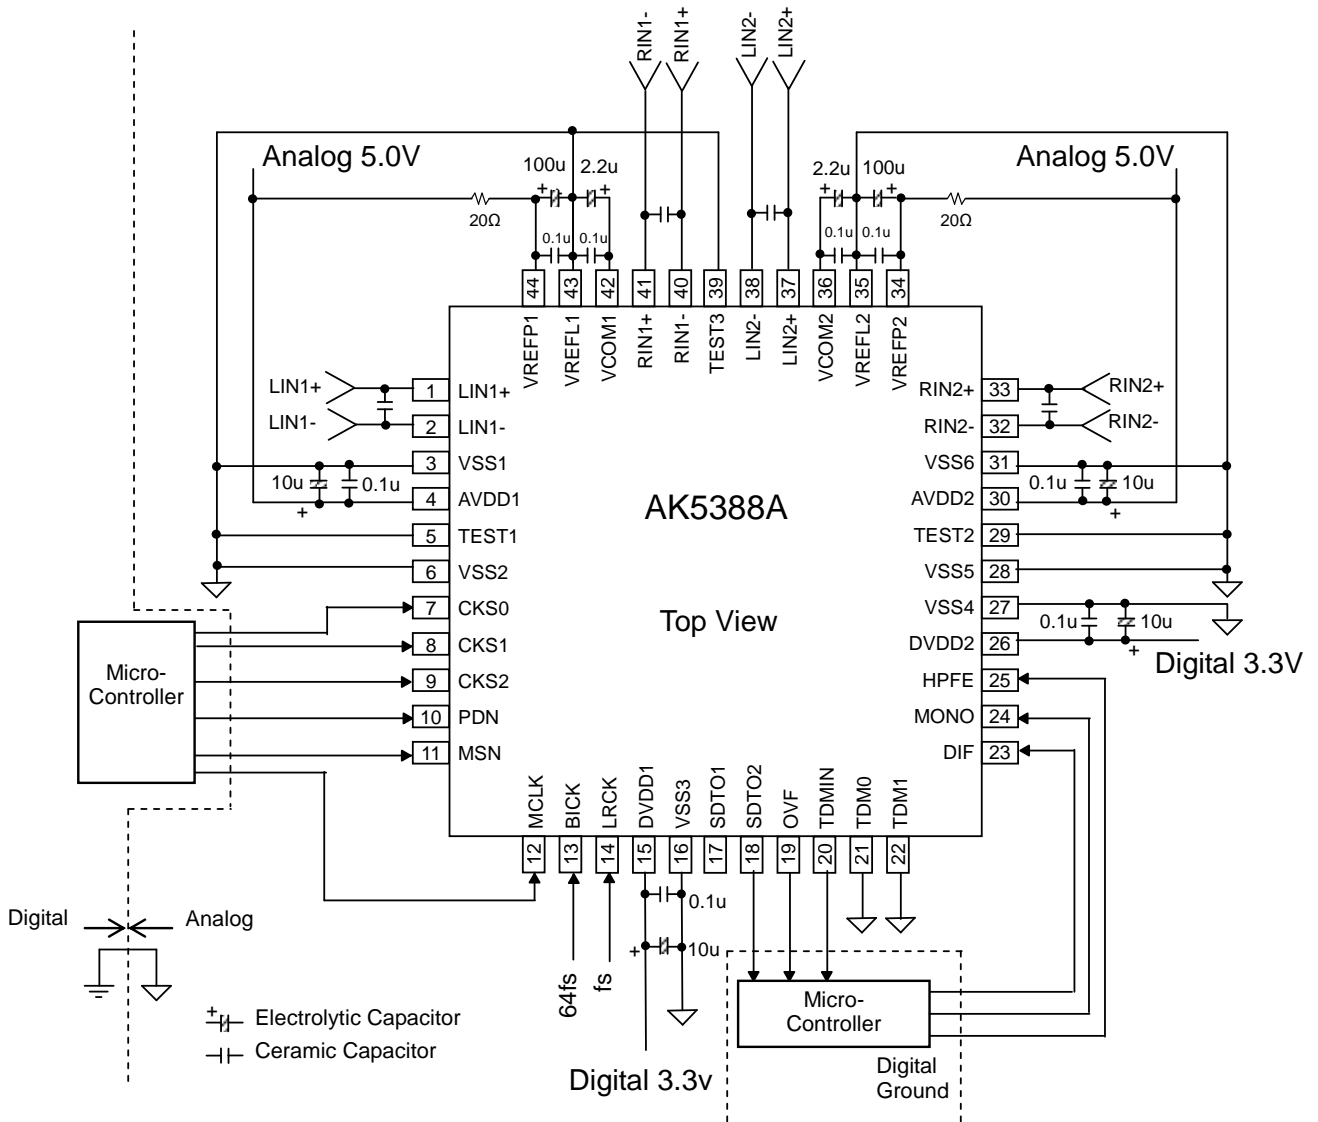 RIN1-
RIN1+
LIN2-
LIN2+
Analog 5.0V
100u
2.2u
2.2u
100u
Analog 5.0V
+
+
+
+
20Ω
20Ω
0.1u
0.1u
0.1u
0.1u
44
43
42
41
40
39
38
37
36
35
34
VREFP1
VREFL1
VCOM1
RIN1+
RIN1-
TEST3
LIN2-
LIN2+
VCOM2
VREFL2
VREFP2
LIN1+
1
LIN1+
RIN2+
33
RIN2+
LIN1-
2
LIN1-
RIN2-
32
RIN2-
3
VSS1
VSS6
31
10u
0.1u
0.1u
10u
+
4
AVDD1
AVDD2
30
+
AK5388A
5
TEST1
TEST2
29
6
VSS2
VSS5
28
7
CKS0
VSS4
27
Top View
0.1u
10u
8
CKS1
DVDD2
26
+
Digital 3.3V
Micro-
Controller
9
CKS2
HPFE
25
10
PDN
MONO
24
11
MSN
DIF
23
MCLK
BICK
LRCK
DVDD1
VSS3
SDTO1
SDTO2
OVF
TDMIN
TDM0
TDM1
12
13
14
15
16
17
18
19
20
21
22
0.1u
Digital
Analog
+
10u
64fs
fs
Micro-
Controller
+
Electrolytic Capacitor
Ceramic Capacitor
Digital 3.3v
Digital
Ground